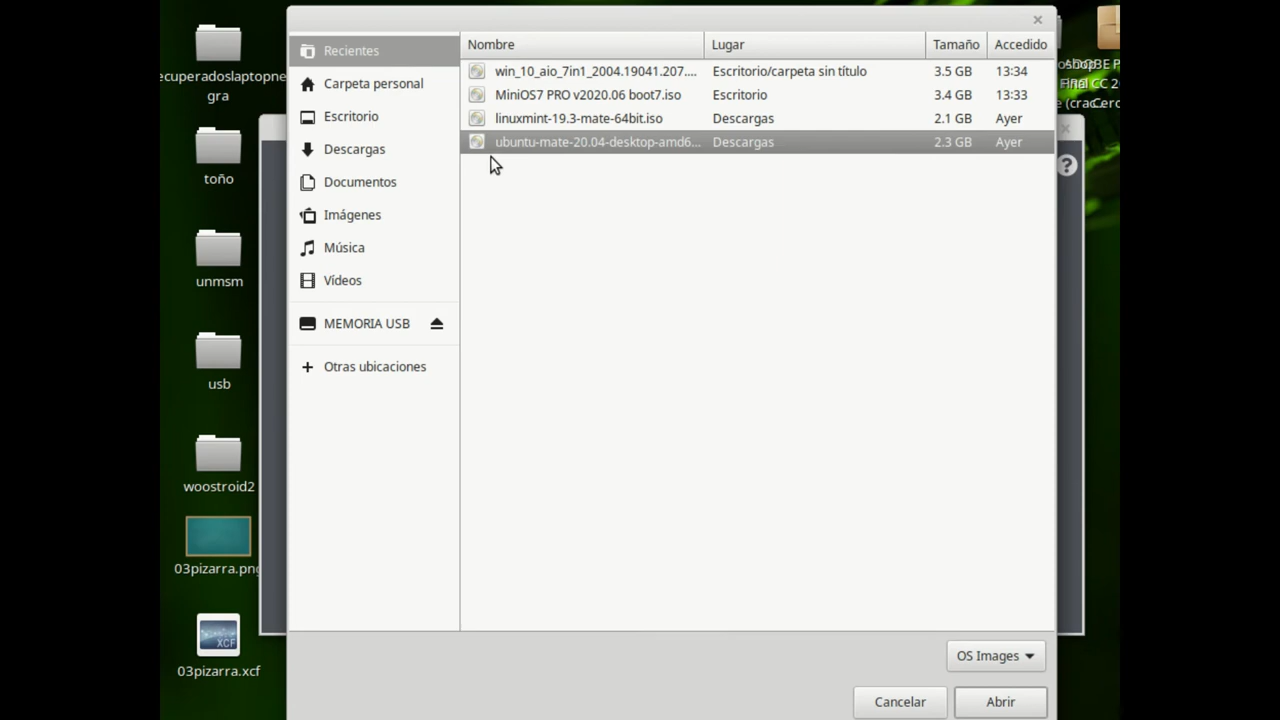 Recientes
Carpeta personal
Escritorio
Descargas
Documentos
Imágenes
Música
Vídeos
MEMORIA USB
Otras ubicaciones
Nombre Lugar Tamaño Accedido
win_10_aio_7in1_2004.19041.207.... Escritorio/carpeta sin título 3.5 GB 13:34
MiniOS7 PRO v2020.06 boot7.iso Escritorio 3.4 GB 13:33
linuxmint-19.3-mate-64bit.iso Descargas 2.1 GB Ayer
ubuntu-mate-20.04-desktop-amd6... Descargas 2.3 GB Ayer
OS Images
Cancelar Abrir
ecuperadoslaptopne
gra
toño
unmsm
usb
woostroid2
03pizarra.png
XCF
03pizarra.xcf
?